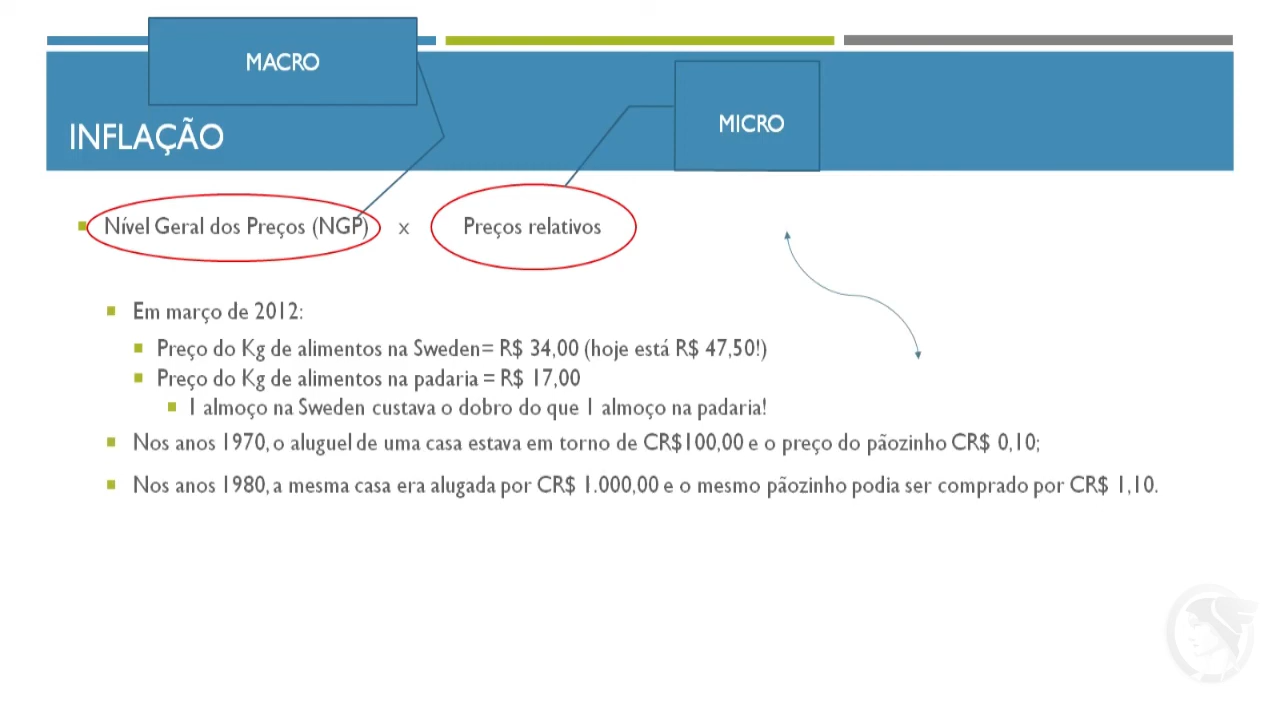 MACRO
MICRO
INFLAÇÃO
Nível Geral dos Preços (NGP) x Preços relativos
Em março de 2012:
Preço do Kg de alimentos na Sweden= R$ 34,00 (hoje está R$ 47,50!)
Preço do Kg de alimentos na padaria = R$ 17,00
1 almoço na Sweden custava o dobro do que 1 almoço na padaria!
Nos anos 1970, o aluguel de uma casa estava em torno de CR$100,00 e o preço do pãozinho CR$ 0,10;
Nos anos 1980, a mesma casa era alugada por CR$ 1.000,00 e o mesmo pãozinho podia ser comprado por CR$ 1,10.